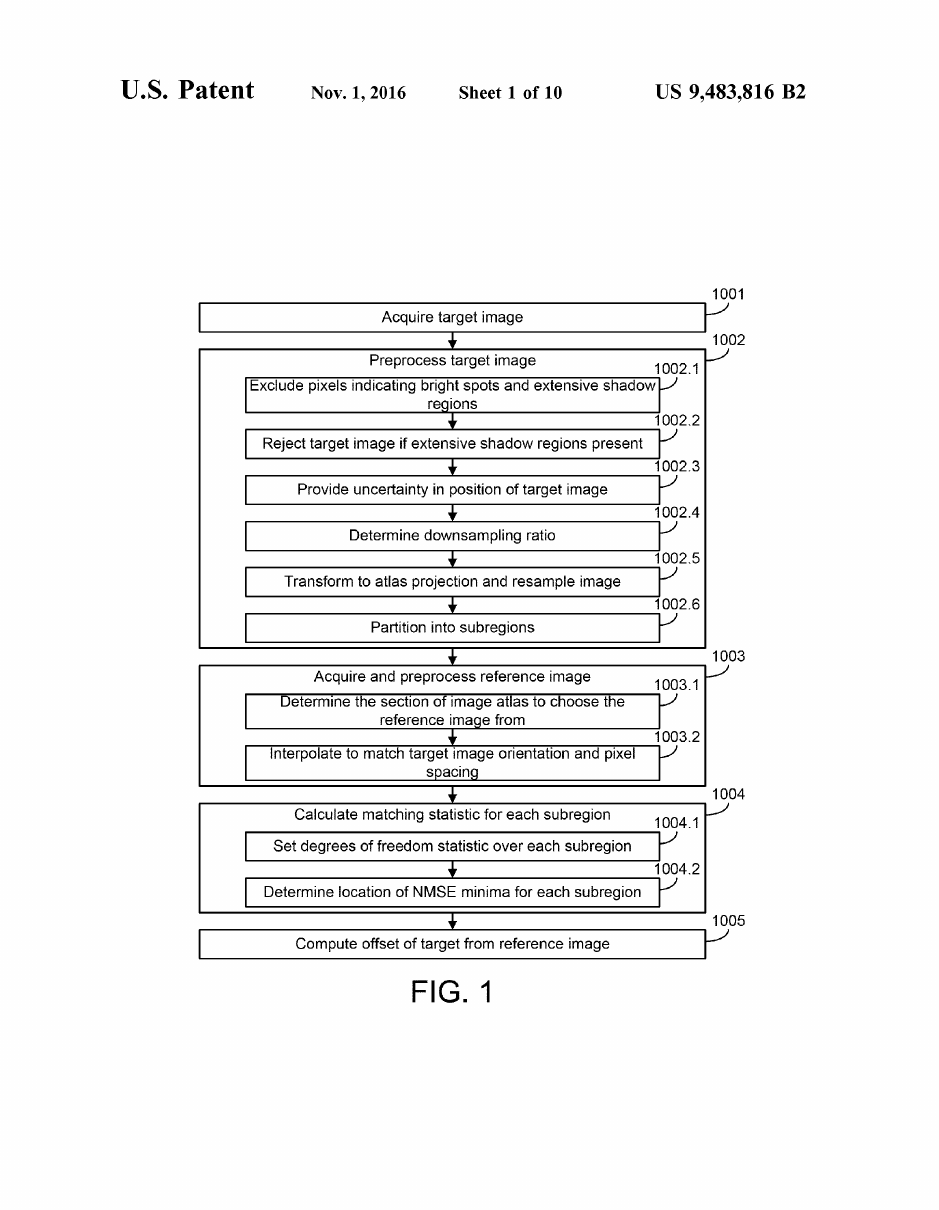 U.S. Patent Nov. 1, 2016 Sheet 1 of 10 US 9,483,816 B2
1001
Acquire target image
1002
Preprocess target image
1002.1
Exclude pixels indicating bright spots and extensive shadow
regions
1002.2
Reject target image if extensive shadow regions present
1002.3
Provide uncertainty in position of target image
1002.4
Determine downsampling ratio
1002.5
Transform to atlas projection and resample image
1002.6
Partition into subregions
1003
Acquire and preprocess reference image
1003.1
Determine the section of image atlas to choose the
reference image from
1003.2
Interpolate to match target image orientation and pixel
spacing
1004
Calculate matching statistic for each subregion
1004.1
Set degrees of freedom statistic over each subregion
1004.2
Determine location of NMSE minima for each subregion
1005
Compute offset of target from reference image
FIG. 1